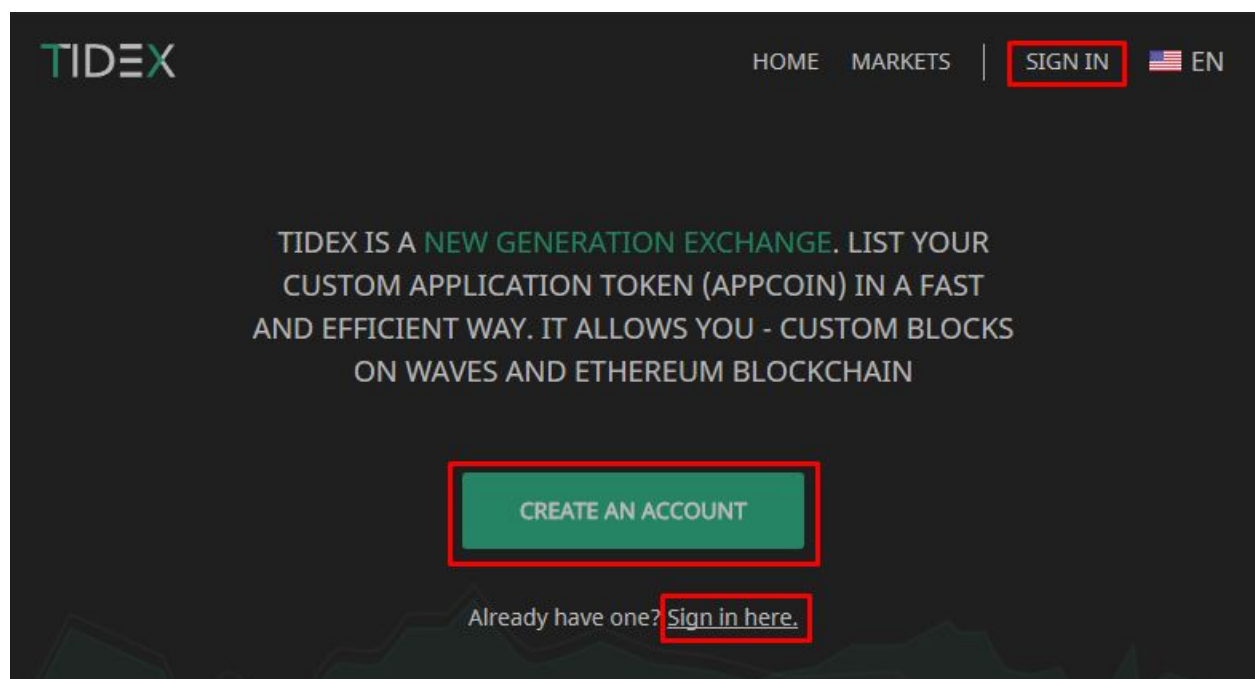 TIDEX
HOME MARKETS SIGN IN EN
TIDEX IS A NEW GENERATION EXCHANGE. LIST YOUR
CUSTOM APPLICATION TOKEN (APPCOIN) IN A FAST
AND EFFICIENT WAY. IT ALLOWS YOU - CUSTOM BLOCKS
ON WAVES AND ETHEREUM BLOCKCHAIN
CREATE AN ACCOUNT
Already have one? Sign in here.